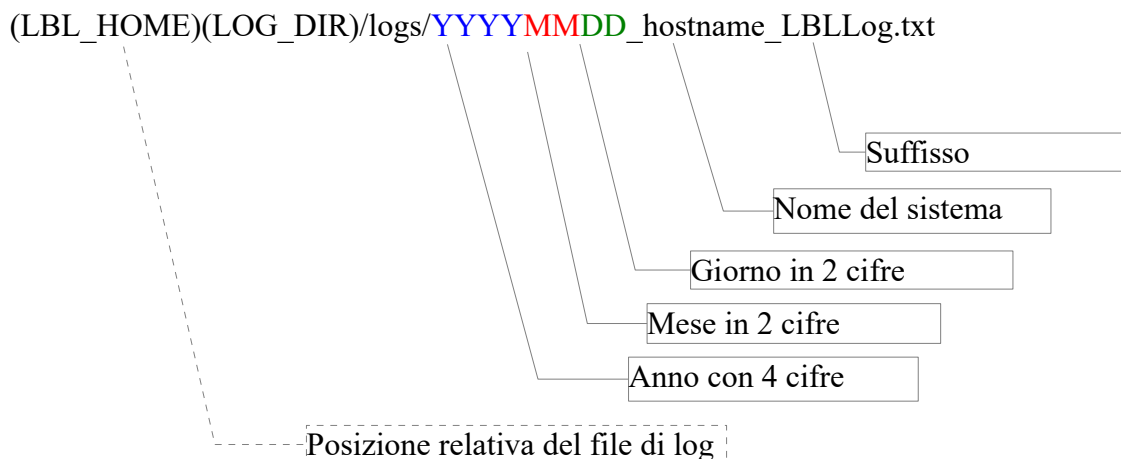 (LBL_HOME)(LOG_DIR)/logs/YYYYMMDD_hostname_LBLLog.txt
Suffisso
Nome del sistema
Giorno in 2 cifre
Mese in 2 cifre
Anno con 4 cifre
Posizione relativa del file di log